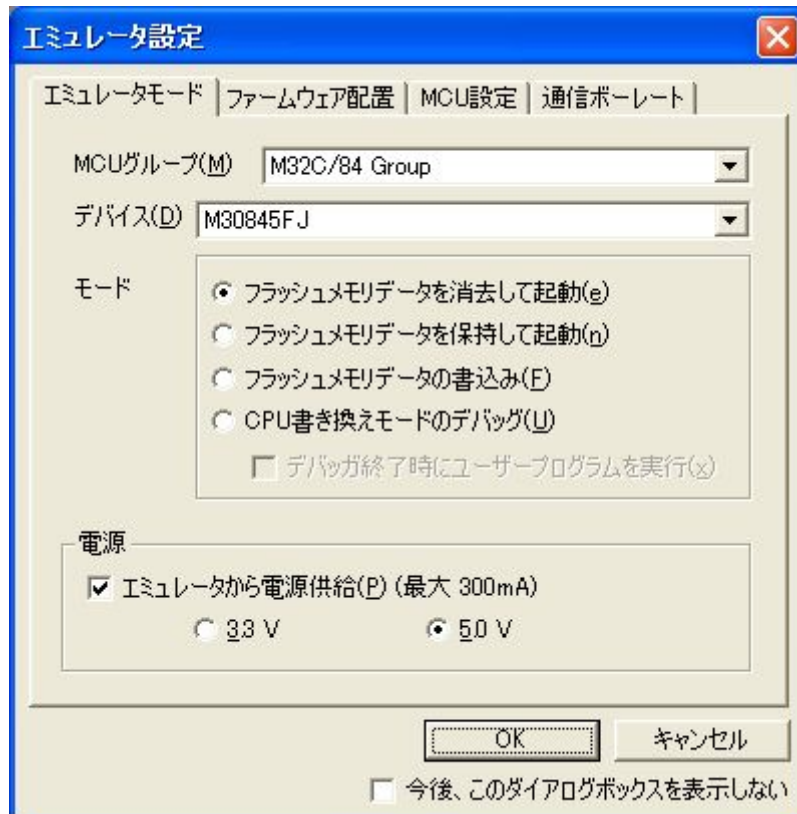 エミュレータ設定
エミュレータモード ファームウェア配置 MCU設定 通信ボーレート
MCUグループ(M) M32C/84 Group
デバイス(D) M30845FJ
モード
フラッシュメモリデータを消去して起動(e)
フラッシュメモリデータを保持して起動(n)
フラッシュメモリデータの書込み(F)
CPU書き換えモードのデバッグ(U)
デバッガ終了時にユーザープログラムを実行(x)
電源
エミュレータから電源供給(P) (最大 300mA)
3.3 V 5.0 V
OK キャンセル
今後、このダイアログボックスを表示しない